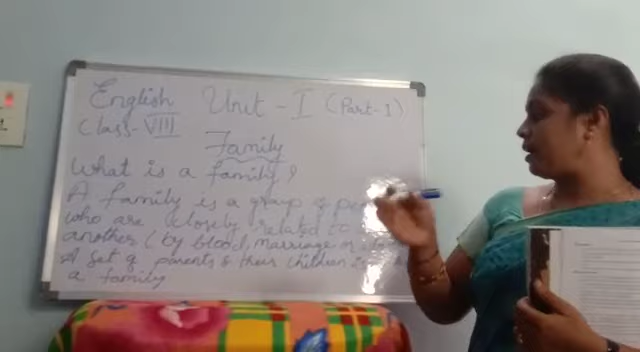 English Unit - I (Part-1)
Class-VIII
Family
What is a family?
A family is a group of
who are closely related to
another (by blood, marriage or
A set of parents & their children
a family